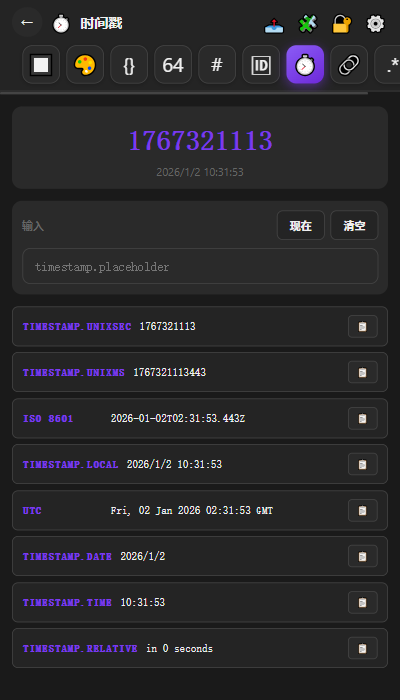 ← 时间戳
{} 64 # ID .*
1767321113
2026/1/2 10:31:53
输入 现在 清空
timestamp.placeholder
TIMESTAMP.UNIXSEC 1767321113
TIMESTAMP.UNIXMS 1767321113443
ISO 8601 2026-01-02T02:31:53.443Z
TIMESTAMP.LOCAL 2026/1/2 10:31:53
UTC Fri, 02 Jan 2026 02:31:53 GMT
TIMESTAMP.DATE 2026/1/2
TIMESTAMP.TIME 10:31:53
TIMESTAMP.RELATIVE in 0 seconds